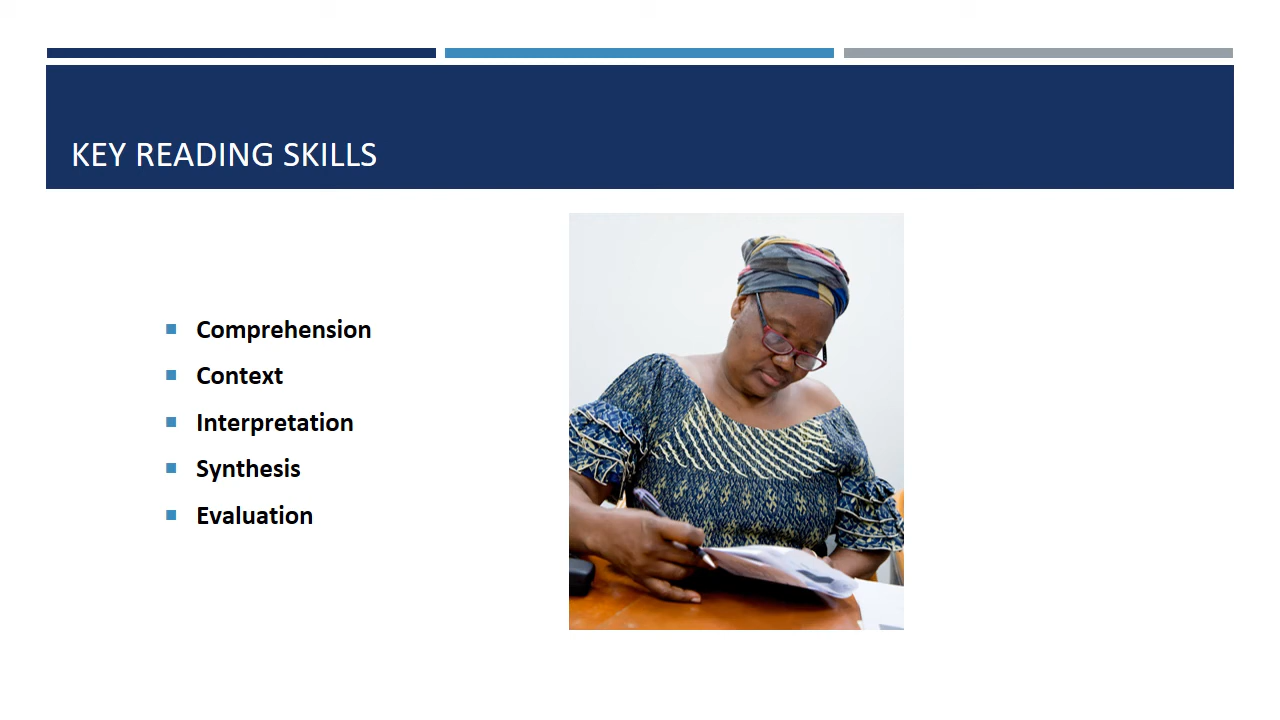 KEY READING SKILLS
Comprehension
Context
Interpretation
Synthesis
Evaluation